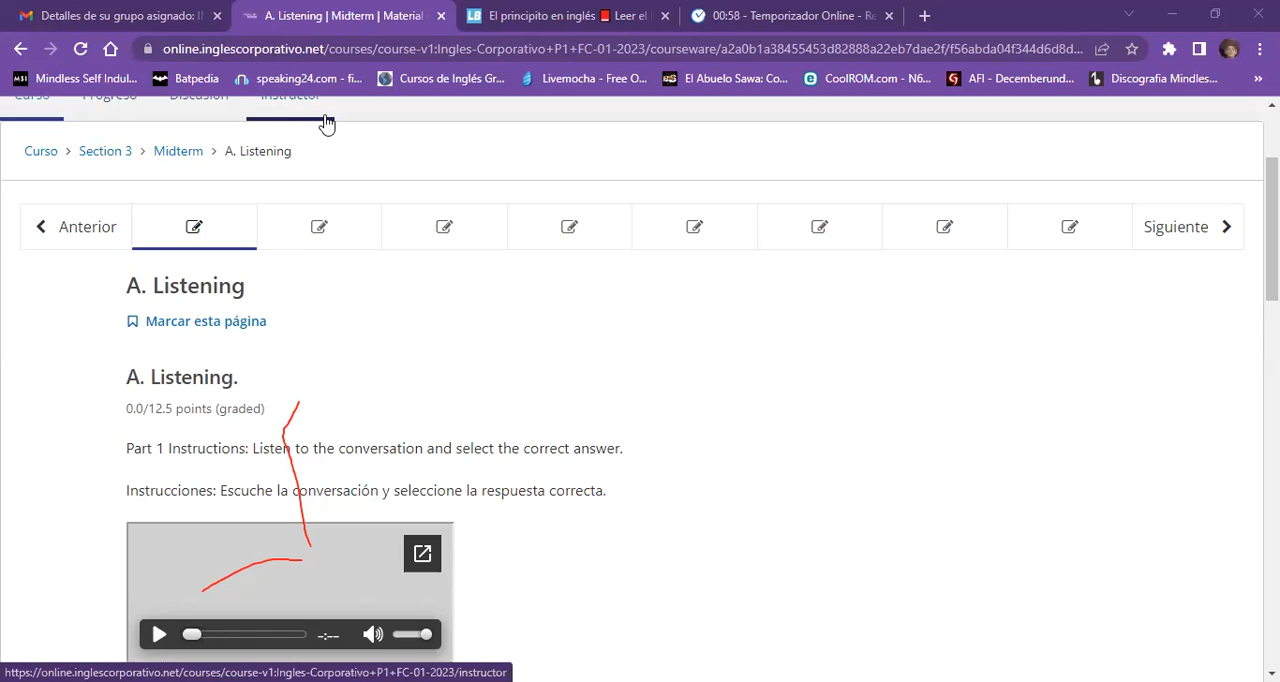 Detalles de su grupo asignado: I
A. Listening | Midterm | Material
El principito en inglés 📕 Leer el
00:58 - Temporizador Online - Re
online.inglescorporativo.net/courses/course-v1:Ingles-Corporativo+P1+FC-01-2023/courseware/a2a0b1a38455453d82888a22eb7dae2f/f56abda04f344d6d8d...
Mindless Self Indul...
Batpedia
speaking24.com - fi...
Cursos de Inglés Gr...
Livemocha - Free O...
El Abuelo Sawa: Co...
CoolROM.com - N6...
AFI - Decemberund...
Discografia Mindles...
Curso Progreso Discusión Instructor
Curso > Section 3 > Midterm > A. Listening
Anterior
Siguiente
A. Listening
Marcar esta página
A. Listening.
0.0/12.5 points (graded)
Part 1 Instructions: Listen to the conversation and select the correct answer.
Instrucciones: Escuche la conversación y seleccione la respuesta correcta.
-:--
https://online.inglescorporativo.net/courses/course-v1:Ingles-Corporativo+P1+FC-01-2023/instructor